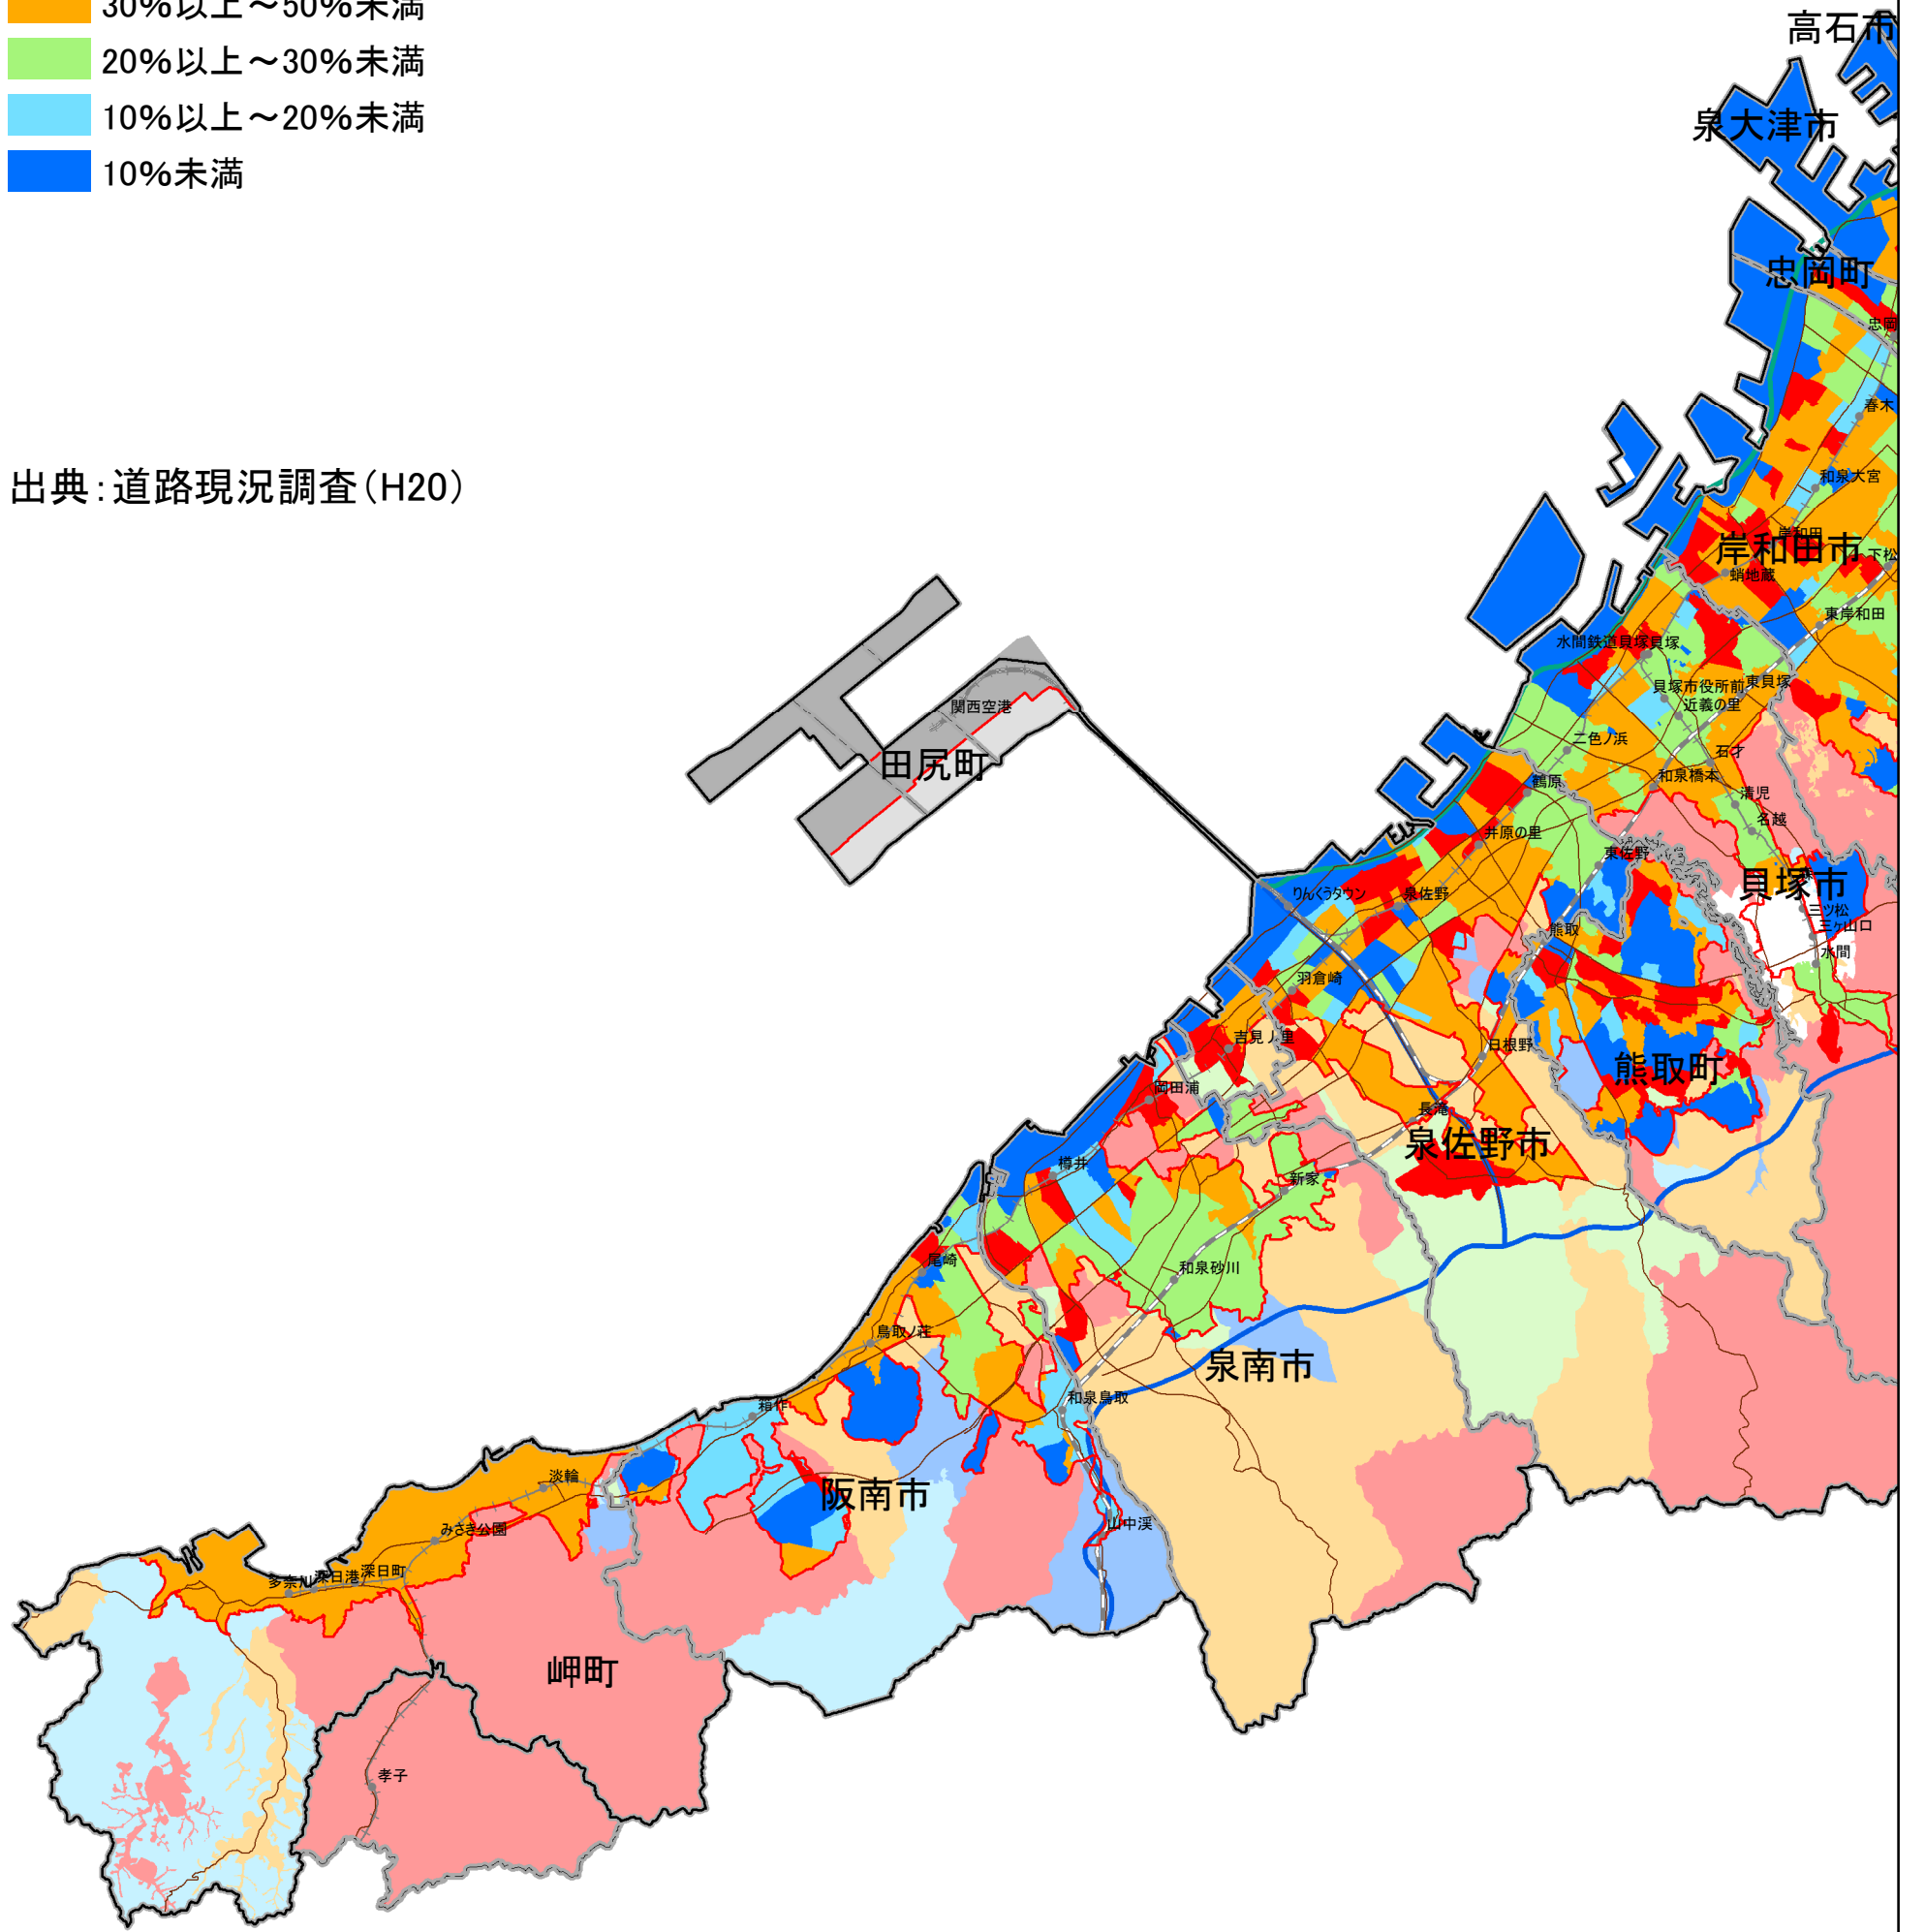 30%以上～50%未満
20%以上～30%未満
10%以上～20%未満
10%未満
出典:道路現況調査(H20)
高石市
泉大津市
忠岡町
忠岡
春木
和泉大宮
岸和田
岸和田市
下松
蛸地蔵
東岸和田
水間鉄道貝塚
貝塚
貝塚市役所前
東貝塚
近義の里
二色ノ浜
石才
和泉橋本
鶴原
清児
名越
井原の里
東佐野
貝塚市
森
三ツ松
三ヶ山口
水間
関西空港
田尻町
りんくうタウン
泉佐野
熊取
羽倉崎
吉見ノ里
日根野
熊取町
岡田浦
長滝
泉佐野市
樽井
新家
尾崎
和泉砂川
鳥取ノ荘
泉南市
箱作
和泉鳥取
淡輪
阪南市
山中渓
みさき公園
深日町
深日港
多奈川
岬町
孝子